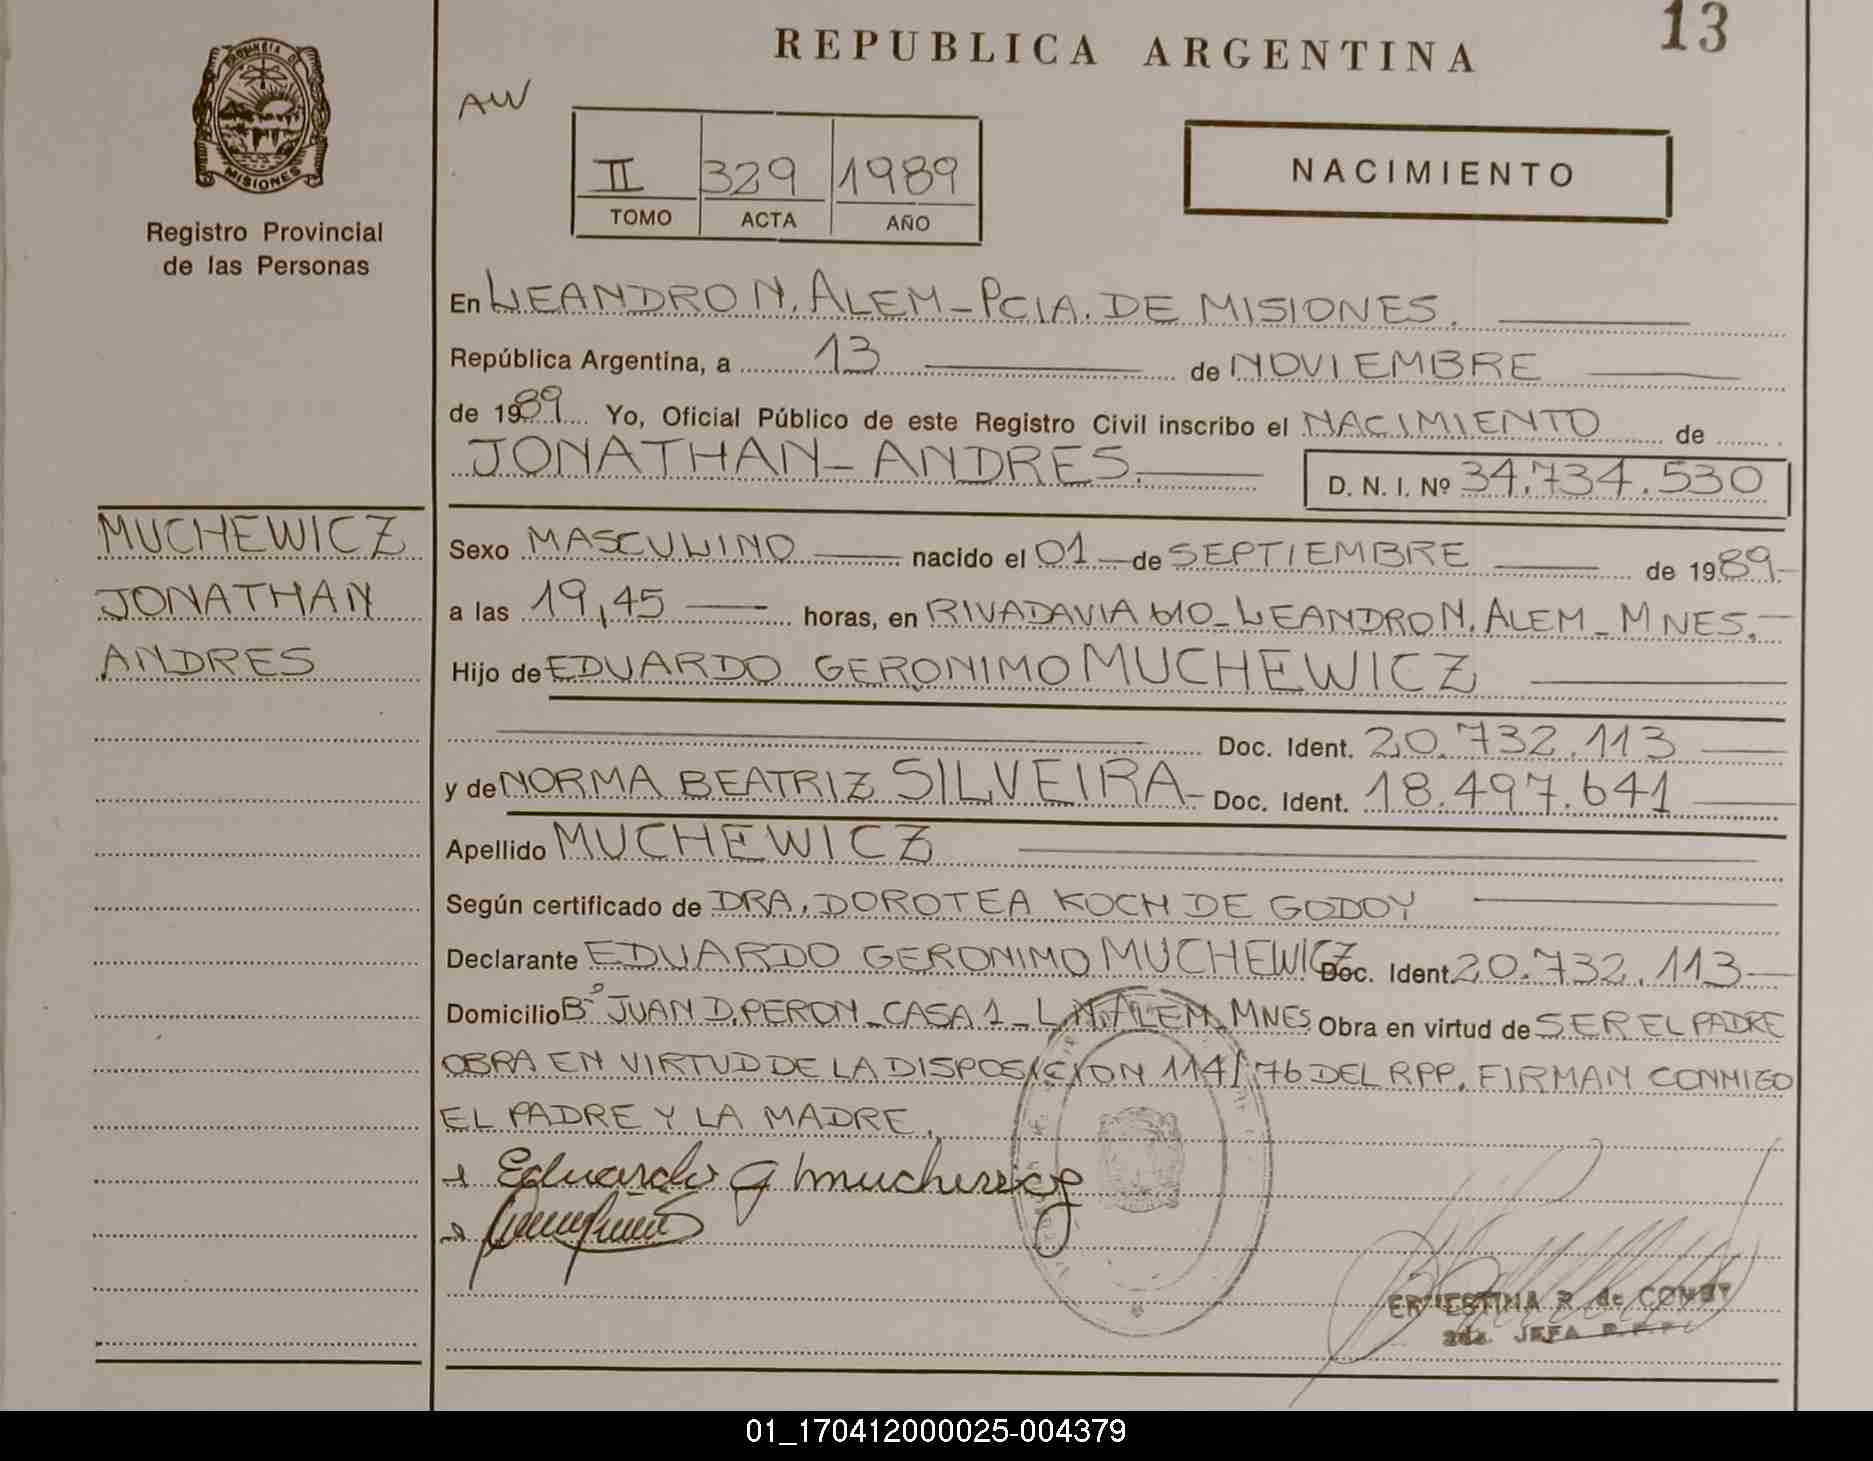 13
REPUBLICA ARGENTINA
AW
PROVINCIA D
MISIONES
Registro Provincial
de las Personas
II 329 1989
TOMO ACTA AÑO
NACIMIENTO
En LEANDRO N. ALEM - PCIA. DE MISIONES.
República Argentina, a 13 de NOVIEMBRE
de 1989 Yo, Oficial Público de este Registro Civil inscribo el NACIMIENTO de
JONATHAN - ANDRES.
D. N. I. Nº 34.734.530
MUCHEWICZ
JONATHAN
ANDRES
Sexo MASCULINO nacido el 01 de SEPTIEMBRE de 1989.
a las 19,45 horas, en RIVADAVIA 610 - LEANDRO N. ALEM - MNES.
Hijo de EDUARDO GERONIMO MUCHEWICZ
Doc. Ident. 20.732.113
y de NORMA BEATRIZ SILVEIRA - Doc. Ident. 18.497.641
Apellido MUCHEWICZ
Según certificado de DRA. DOROTEA KOCH DE GODOY
Declarante EDUARDO GERONIMO MUCHEWICZ Doc. Ident. 20.732.113
Domicilio Bº JUAN D. PERON - CASA 1 - L.N. ALEM - MNES Obra en virtud de SER EL PADRE
OBRA EN VIRTUD DE LA DISPOSICION 114/76 DEL RPP. FIRMAN CONMIGO
EL PADRE Y LA MADRE.
Eduardo G Muchewicz
ERNESTINA R. de
2da. JEFA R.P.P.
01_170412000025-004379